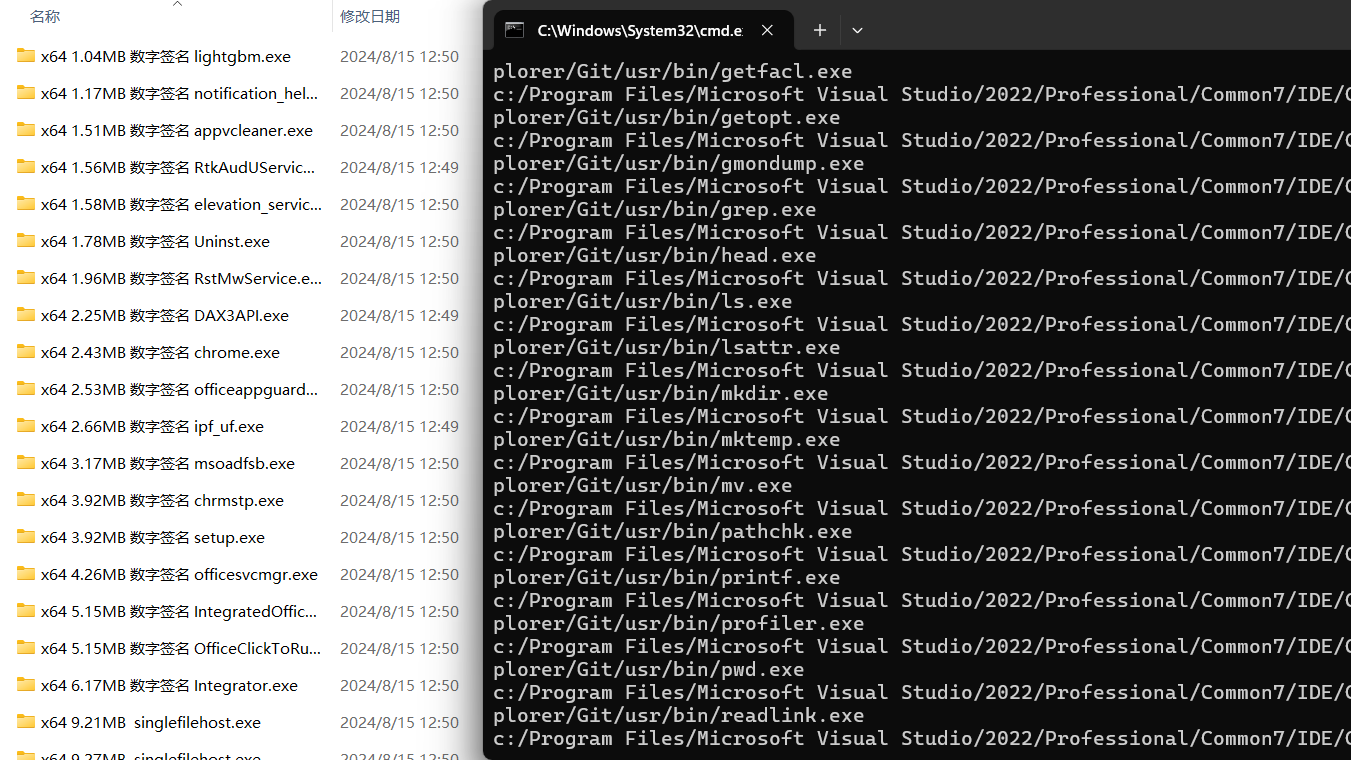 名称 修改日期
x64 1.04MB 数字签名 lightgbm.exe 2024/8/15 12:50
x64 1.17MB 数字签名 notification_hel... 2024/8/15 12:50
x64 1.51MB 数字签名 appvcleaner.exe 2024/8/15 12:50
x64 1.56MB 数字签名 RtkAudUServic... 2024/8/15 12:49
x64 1.58MB 数字签名 elevation_servic... 2024/8/15 12:50
x64 1.78MB 数字签名 Uninst.exe 2024/8/15 12:50
x64 1.96MB 数字签名 RstMwService.e... 2024/8/15 12:50
x64 2.25MB 数字签名 DAX3API.exe 2024/8/15 12:49
x64 2.43MB 数字签名 chrome.exe 2024/8/15 12:50
x64 2.53MB 数字签名 officeappguard... 2024/8/15 12:50
x64 2.66MB 数字签名 ipf_uf.exe 2024/8/15 12:49
x64 3.17MB 数字签名 msoadfsb.exe 2024/8/15 12:50
x64 3.92MB 数字签名 chrmstp.exe 2024/8/15 12:50
x64 3.92MB 数字签名 setup.exe 2024/8/15 12:50
x64 4.26MB 数字签名 officesvcmgr.exe 2024/8/15 12:50
x64 5.15MB 数字签名 IntegratedOffic... 2024/8/15 12:50
x64 5.15MB 数字签名 OfficeClickToRu... 2024/8/15 12:50
x64 6.17MB 数字签名 Integrator.exe 2024/8/15 12:50
x64 9.21MB singlefilehost.exe 2024/8/15 12:50
x64 9.27MB singlefilehost.exe 2024/8/15 12:50
C:\Windows\System32\cmd.e
plorer/Git/usr/bin/getfacl.exe
c:/Program Files/Microsoft Visual Studio/2022/Professional/Common7/IDE/C
plorer/Git/usr/bin/getopt.exe
c:/Program Files/Microsoft Visual Studio/2022/Professional/Common7/IDE/C
plorer/Git/usr/bin/gmondump.exe
c:/Program Files/Microsoft Visual Studio/2022/Professional/Common7/IDE/C
plorer/Git/usr/bin/grep.exe
c:/Program Files/Microsoft Visual Studio/2022/Professional/Common7/IDE/C
plorer/Git/usr/bin/head.exe
c:/Program Files/Microsoft Visual Studio/2022/Professional/Common7/IDE/C
plorer/Git/usr/bin/ls.exe
c:/Program Files/Microsoft Visual Studio/2022/Professional/Common7/IDE/C
plorer/Git/usr/bin/lsattr.exe
c:/Program Files/Microsoft Visual Studio/2022/Professional/Common7/IDE/C
plorer/Git/usr/bin/mkdir.exe
c:/Program Files/Microsoft Visual Studio/2022/Professional/Common7/IDE/C
plorer/Git/usr/bin/mktemp.exe
c:/Program Files/Microsoft Visual Studio/2022/Professional/Common7/IDE/C
plorer/Git/usr/bin/mv.exe
c:/Program Files/Microsoft Visual Studio/2022/Professional/Common7/IDE/C
plorer/Git/usr/bin/pathchk.exe
c:/Program Files/Microsoft Visual Studio/2022/Professional/Common7/IDE/C
plorer/Git/usr/bin/printf.exe
c:/Program Files/Microsoft Visual Studio/2022/Professional/Common7/IDE/C
plorer/Git/usr/bin/profiler.exe
c:/Program Files/Microsoft Visual Studio/2022/Professional/Common7/IDE/C
plorer/Git/usr/bin/pwd.exe
c:/Program Files/Microsoft Visual Studio/2022/Professional/Common7/IDE/C
plorer/Git/usr/bin/readlink.exe
c:/Program Files/Microsoft Visual Studio/2022/Professional/Common7/IDE/C